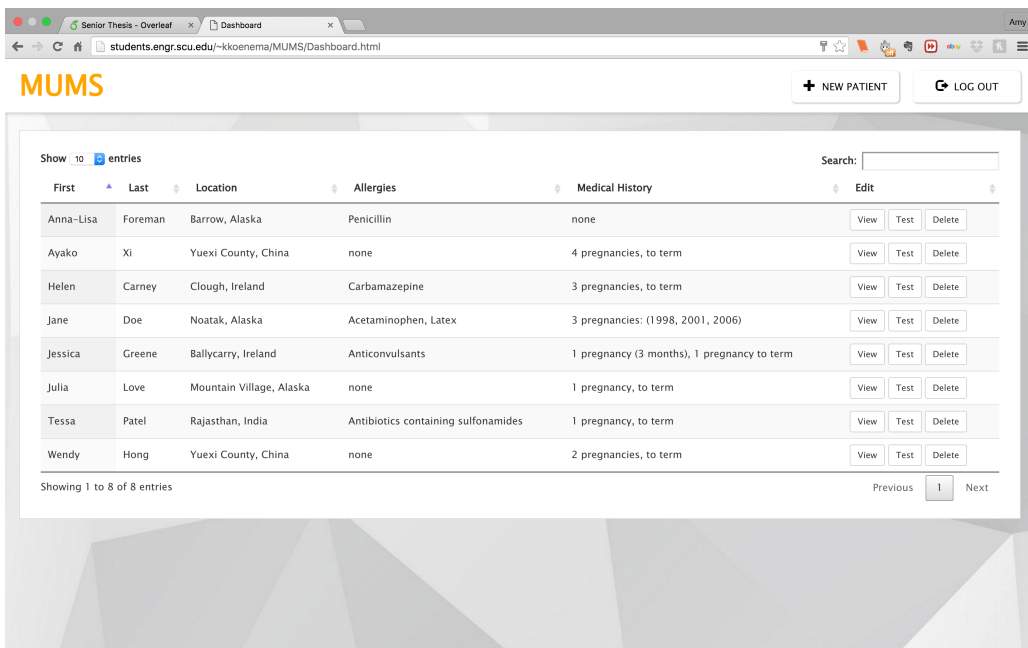 Senior Thesis - Overleaf × Dashboard ×
Amy
students.engr.scu.edu/~kkoenema/MUMS/Dashboard.html
MUMS
NEW PATIENT LOG OUT
Show 10 entries Search:
First Last Location Allergies Medical History Edit
Anna-Lisa Foreman Barrow, Alaska Penicillin none View Test Delete
Ayako Xi Yuexi County, China none 4 pregnancies, to term View Test Delete
Helen Carney Clough, Ireland Carbamazepine 3 pregnancies, to term View Test Delete
Jane Doe Noatak, Alaska Acetaminophen, Latex 3 pregnancies: (1998, 2001, 2006) View Test Delete
Jessica Greene Ballycarry, Ireland Anticonvulsants 1 pregnancy (3 months), 1 pregnancy to term View Test Delete
Julia Love Mountain Village, Alaska none 1 pregnancy, to term View Test Delete
Tessa Patel Rajasthan, India Antibiotics containing sulfonamides 1 pregnancy, to term View Test Delete
Wendy Hong Yuexi County, China none 2 pregnancies, to term View Test Delete
Showing 1 to 8 of 8 entries Previous 1 Next